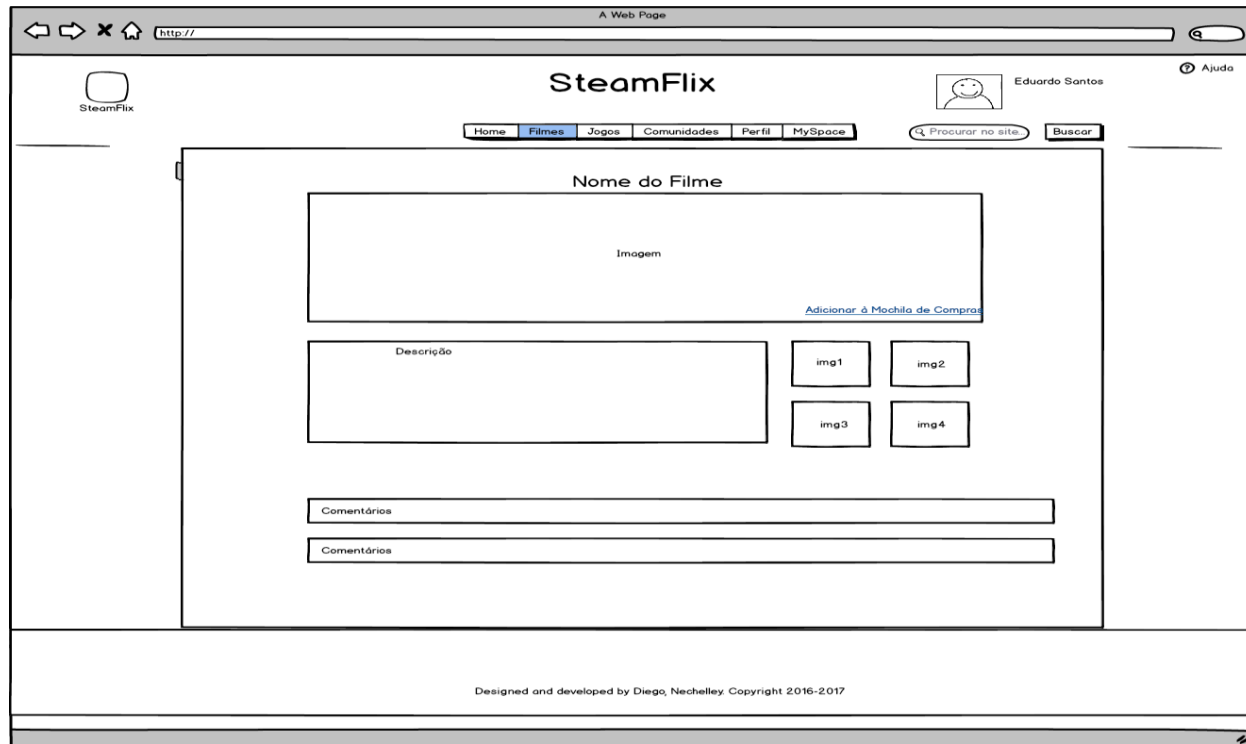 A Web Page
http://
Ajuda
SteamFlix
SteamFlix
Eduardo Santos
Home Filmes Jogos Comunidades Perfil MySpace
Procurar no site..
Buscar
Nome do Filme
Imagem
Adicionar à Mochila de Compras
Descrição
img1 img2
img3 img4
Comentários
Comentários
Designed and developed by Diego, Nechelley. Copyright 2016-2017